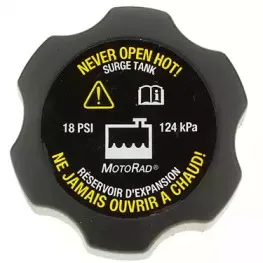 NEVER OPEN HOT!
SURGE TANK
18 PSI 124 kPa
MOTORAD®
RÉSERVOIR D'EXPANSION
NE JAMAIS OUVRIR A CHAUD!